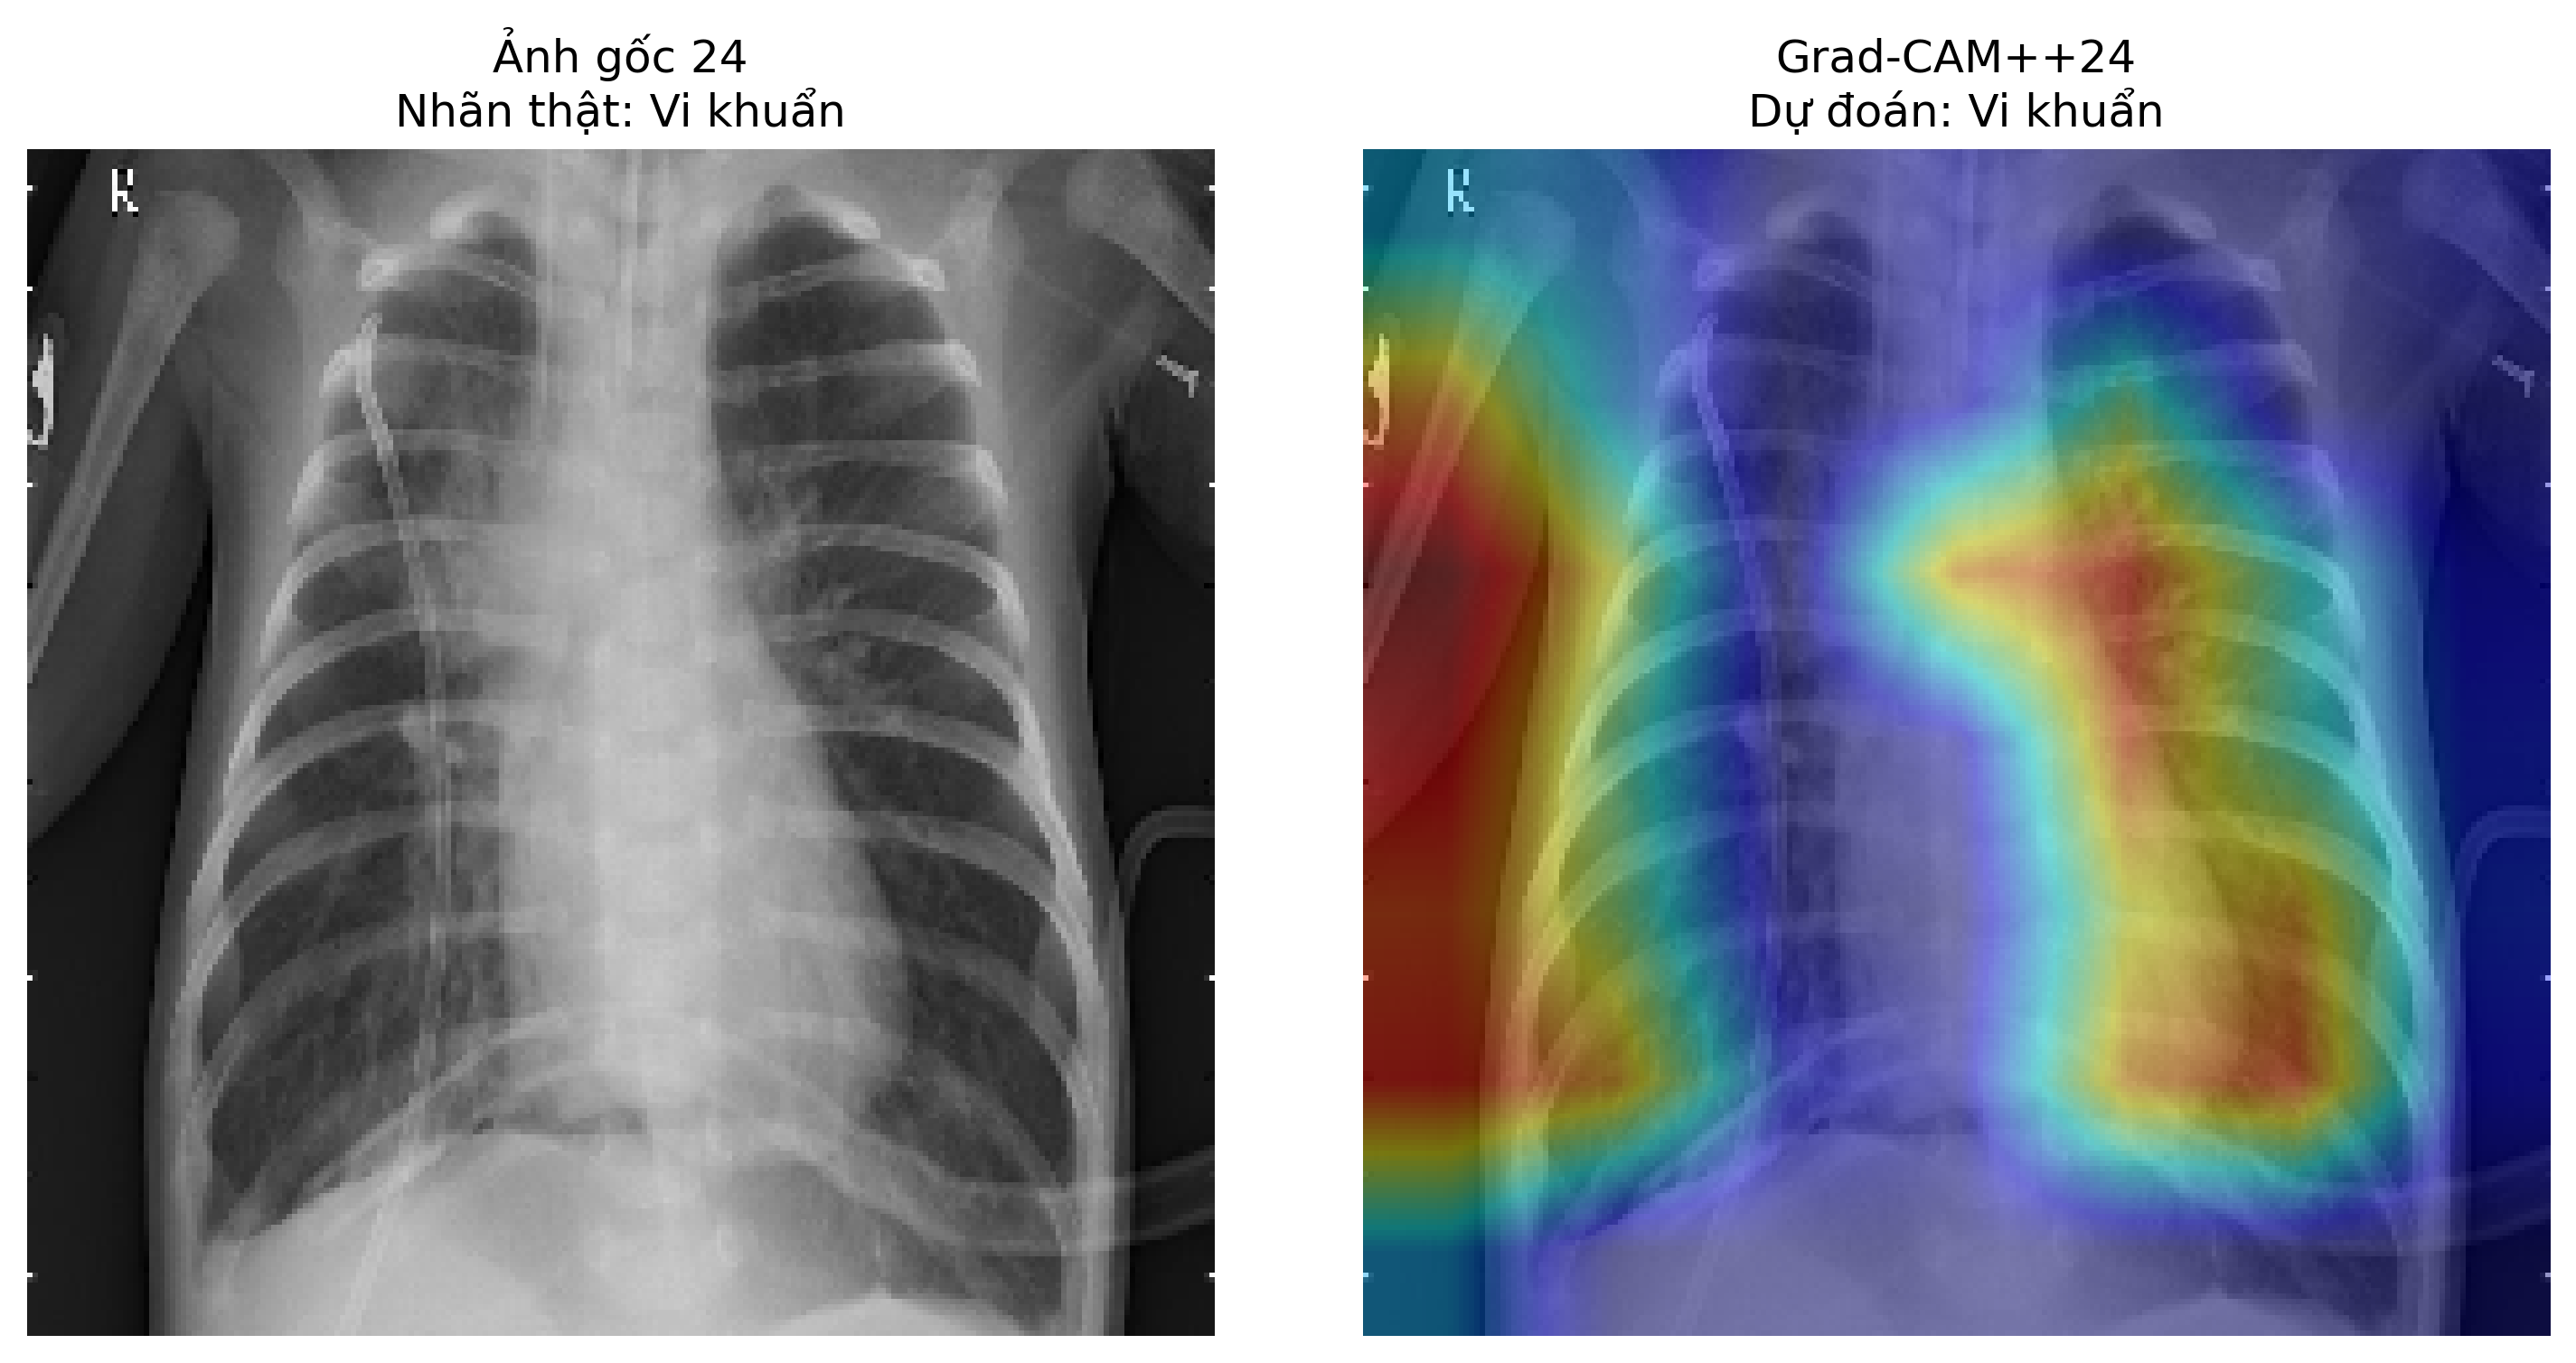 Ảnh gốc 24
Nhãn thật: Vi khuẩn
Grad-CAM++24
Dự đoán: Vi khuẩn